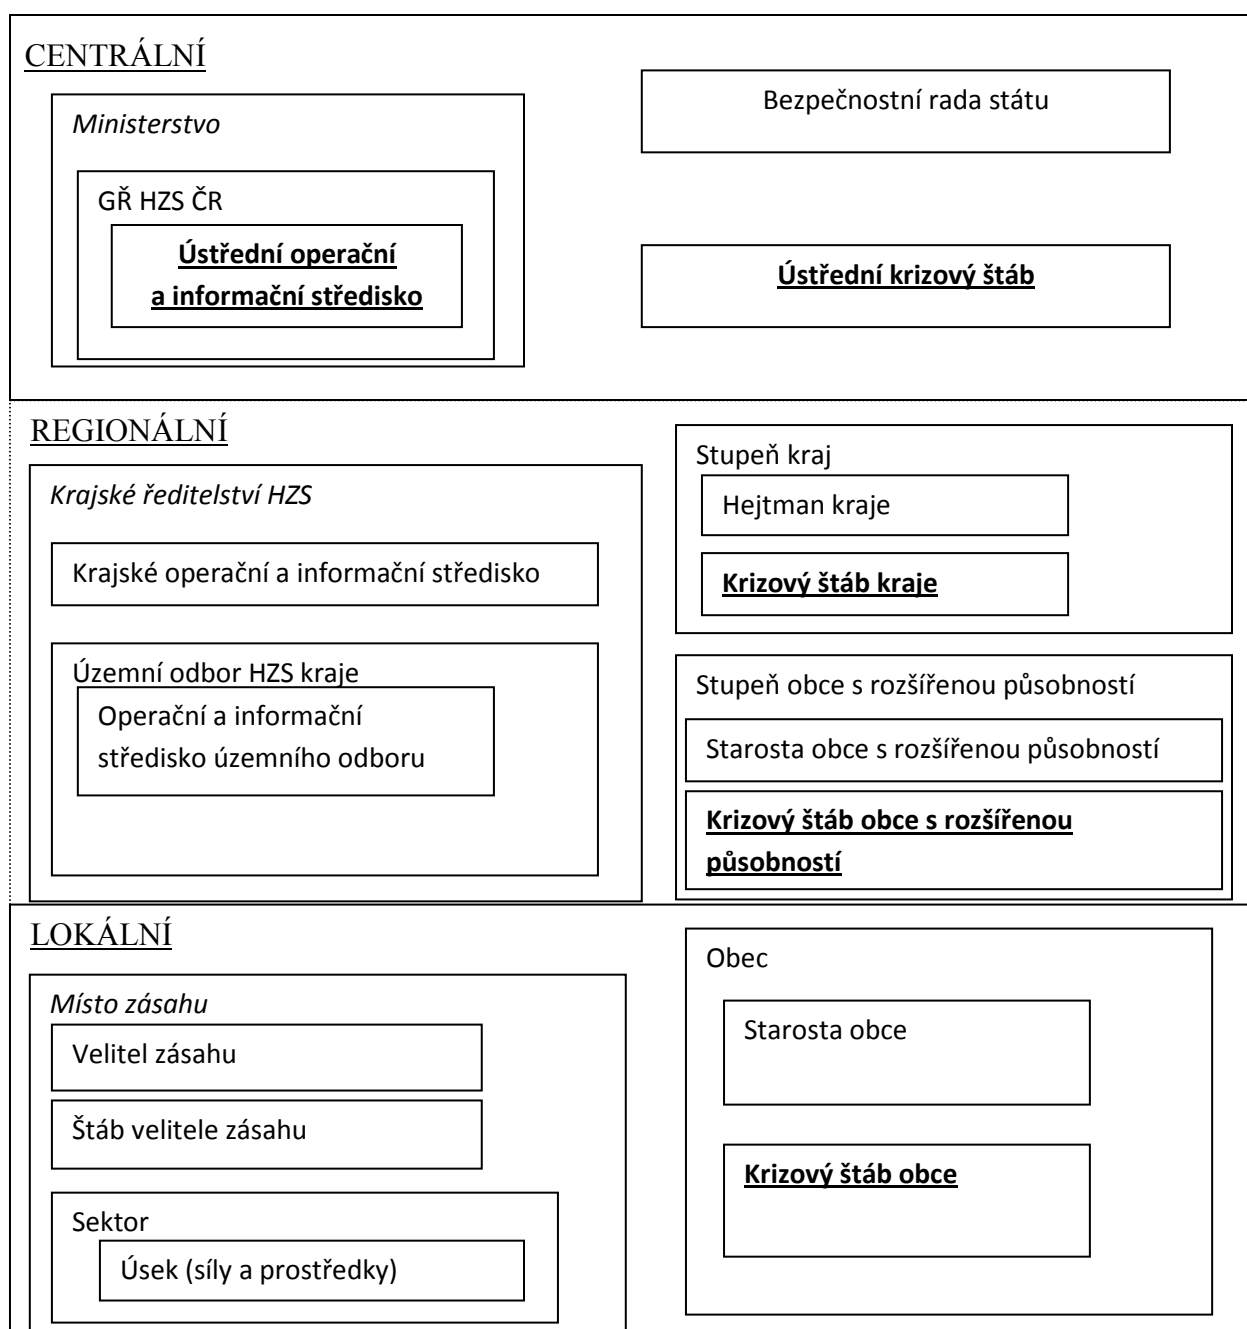 CENTRÁLNÍ
Ministerstvo
GŘ HZS ČR
Ústřední operační
a informační středisko
Bezpečnostní rada státu
Ústřední krizový štáb
REGIONÁLNÍ
Krajské ředitelství HZS
Krajské operační a informační středisko
Územní odbor HZS kraje
Operační a informační
středisko územního odboru
Stupeň kraj
Hejtman kraje
Krizový štáb kraje
Stupeň obce s rozšířenou působností
Starosta obce s rozšířenou působností
Krizový štáb obce s rozšířenou
působností
LOKÁLNÍ
Místo zásahu
Velitel zásahu
Štáb velitele zásahu
Sektor
Úsek (síly a prostředky)
Obec
Starosta obce
Krizový štáb obce